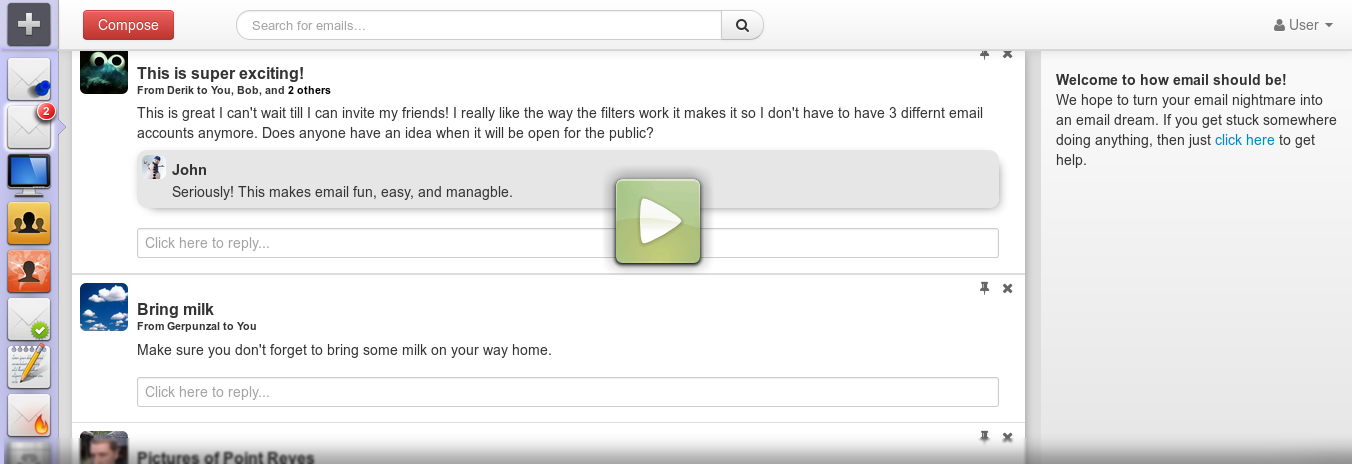 Compose
Search for emails...
User
2
This is super exciting!
From Derik to You, Bob, and 2 others
This is great I can't wait till I can invite my friends! I really like the way the filters work it makes it so I don't have to have 3 differnt email
accounts anymore. Does anyone have an idea when it will be open for the public?
John
Seriously! This makes email fun, easy, and managble.
Click here to reply...
Bring milk
From Gerpunzal to You
Make sure you don't forget to bring some milk on your way home.
Click here to reply...
Pictures of Point Reyes
Welcome to how email should be!
We hope to turn your email nightmare into
an email dream. If you get stuck somewhere
doing anything, then just click here to get
help.